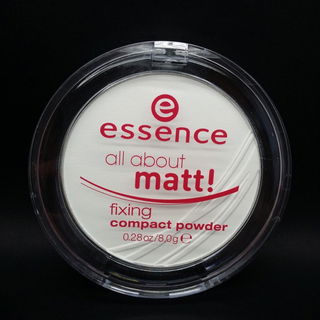 e
essence
all about
matt!
fixing
compact powder
0.28oz/8.0g℮